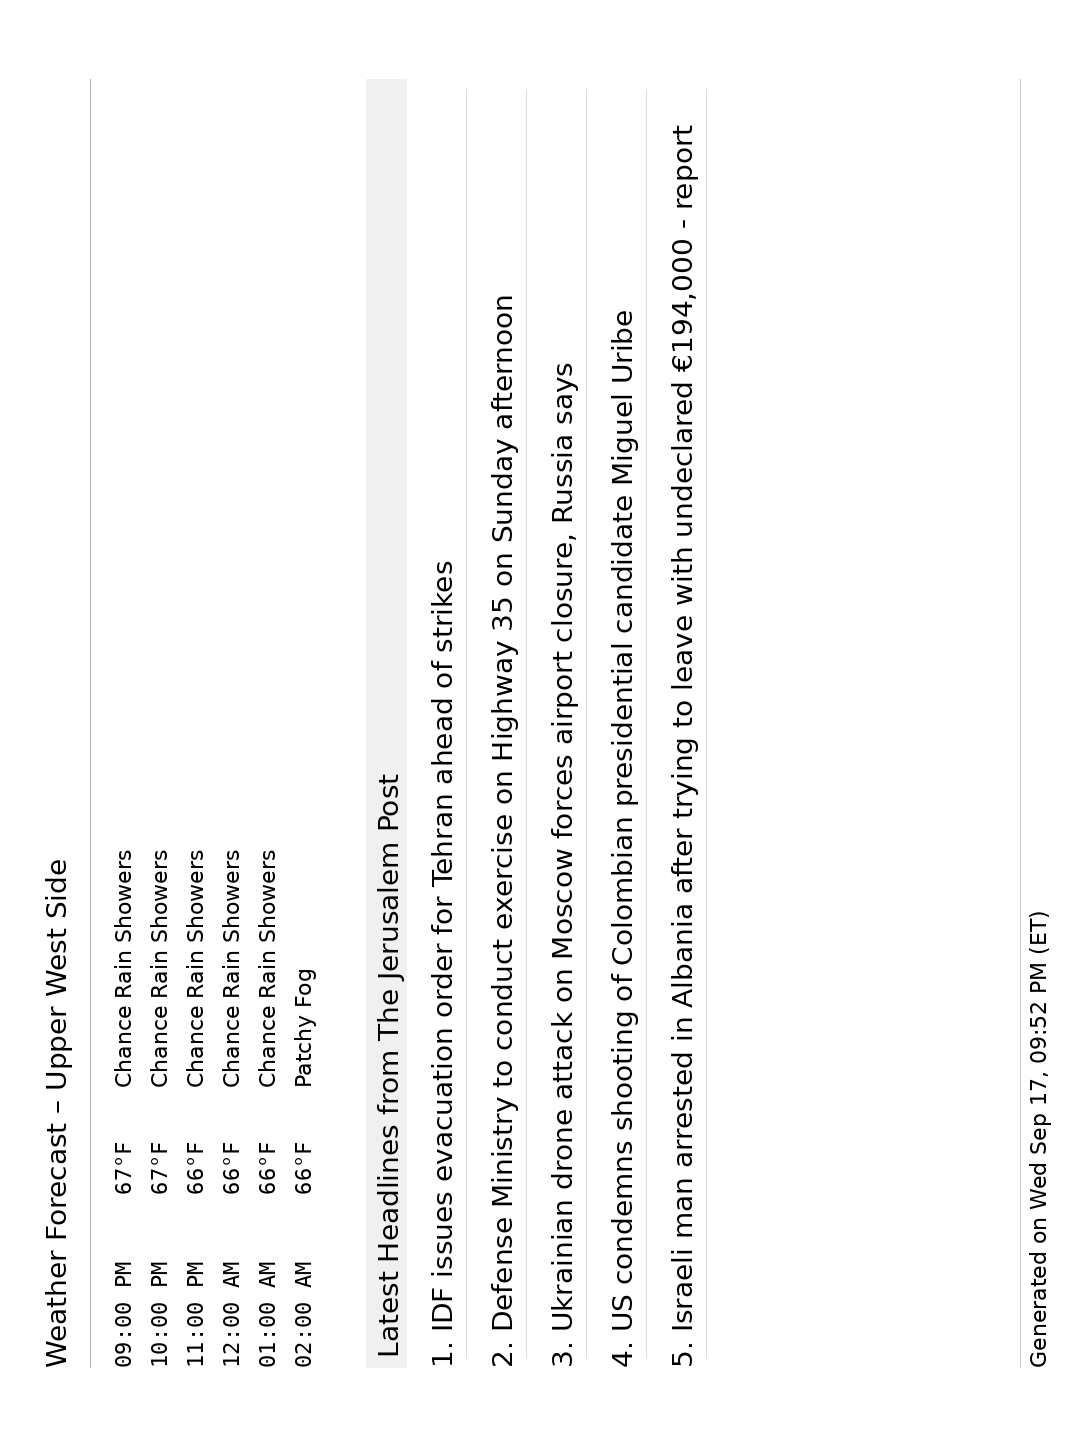 Weather Forecast – Upper West Side
09:00 PM 67°F Chance Rain Showers
10:00 PM 67°F Chance Rain Showers
11:00 PM 66°F Chance Rain Showers
12:00 AM 66°F Chance Rain Showers
01:00 AM 66°F Chance Rain Showers
02:00 AM 66°F Patchy Fog
Latest Headlines from The Jerusalem Post
1. IDF issues evacuation order for Tehran ahead of strikes
2. Defense Ministry to conduct exercise on Highway 35 on Sunday afternoon
3. Ukrainian drone attack on Moscow forces airport closure, Russia says
4. US condemns shooting of Colombian presidential candidate Miguel Uribe
5. Israeli man arrested in Albania after trying to leave with undeclared €194,000 - report
Generated on Wed Sep 17, 09:52 PM (ET)